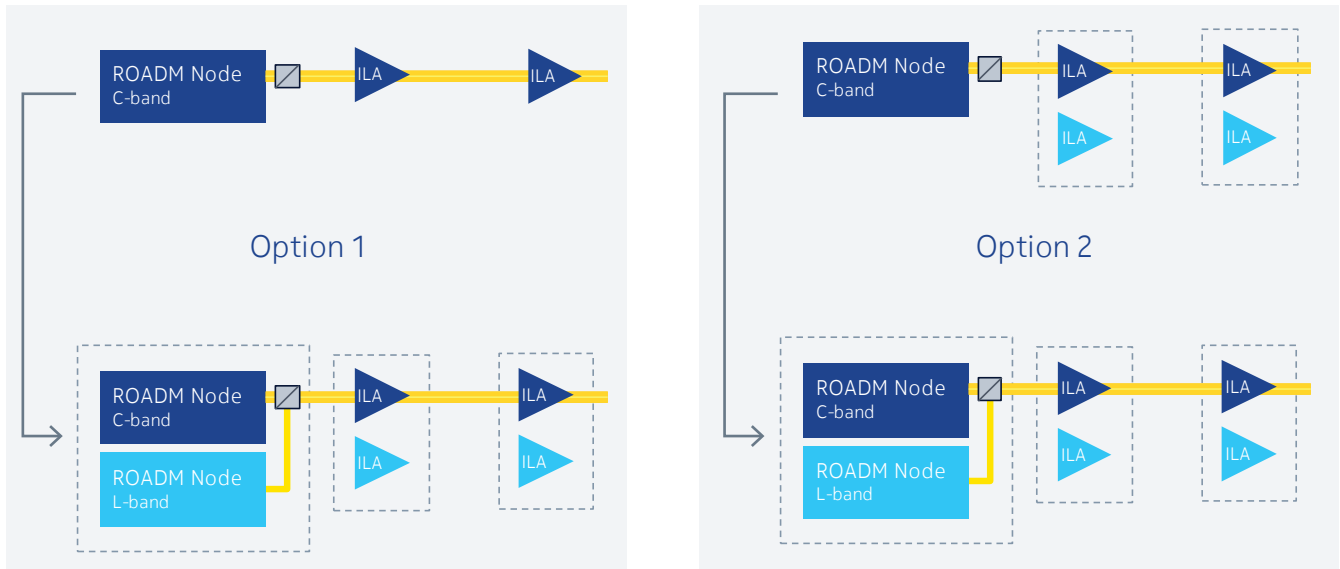 ROADM Node
C-band
ILA
ILA
Option 1
ROADM Node
C-band
ILA
ILA
ROADM Node
L-band
ILA
ILA
ROADM Node
C-band
ILA
ILA
ILA
ILA
Option 2
ROADM Node
C-band
ILA
ILA
ROADM Node
L-band
ILA
ILA